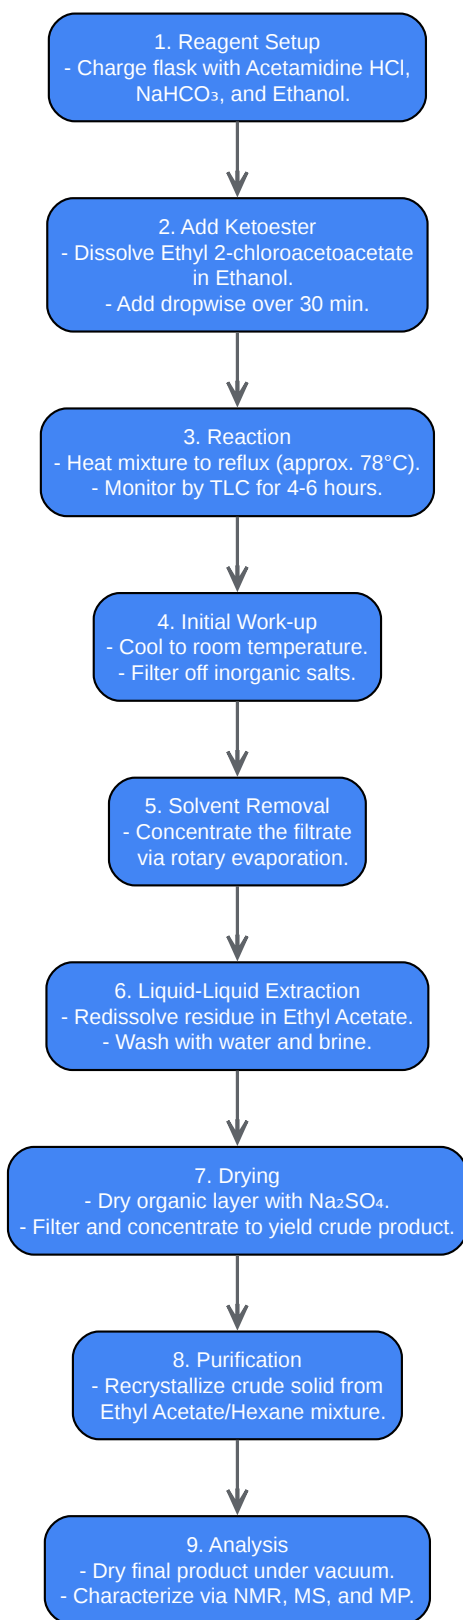 1. Reagent Setup
- Charge flask with Acetamidine HCl,
NaHCO₃, and Ethanol.
2. Add Ketoester
- Dissolve Ethyl 2-chloroacetoacetate
in Ethanol.
- Add dropwise over 30 min.
3. Reaction
- Heat mixture to reflux (approx. 78°C).
- Monitor by TLC for 4-6 hours.
4. Initial Work-up
- Cool to room temperature.
- Filter off inorganic salts.
5. Solvent Removal
- Concentrate the filtrate
via rotary evaporation.
6. Liquid-Liquid Extraction
- Redissolve residue in Ethyl Acetate.
- Wash with water and brine.
7. Drying
- Dry organic layer with Na₂SO₄.
- Filter and concentrate to yield crude product.
8. Purification
- Recrystallize crude solid from
Ethyl Acetate/Hexane mixture.
9. Analysis
- Dry final product under vacuum.
- Characterize via NMR, MS, and MP.